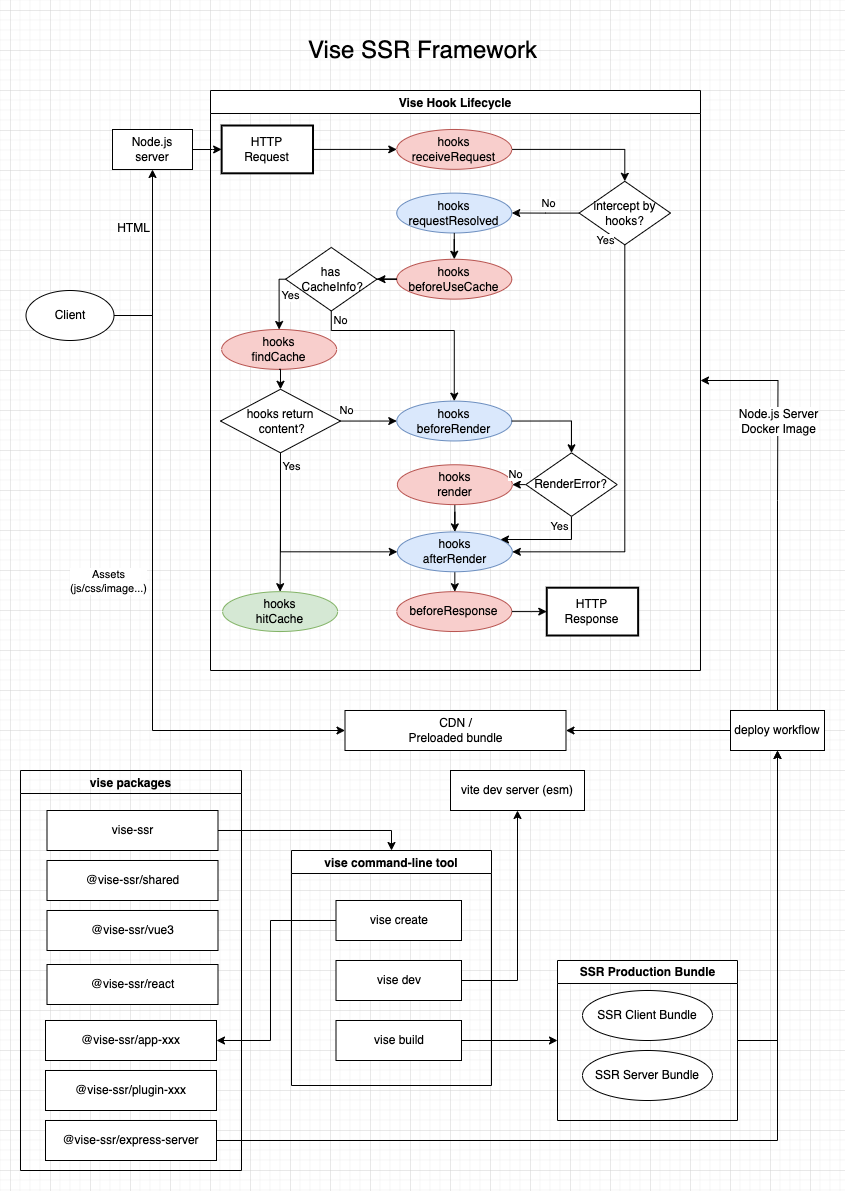 Vise SSR Framework
Vise Hook Lifecycle
Node.js
server
HTTP
Request
hooks
receiveRequest
hooks
requestResolved
No
intercept by
hooks?
Yes
HTML
has
CacheInfo?
hooks
beforeUseCache
Yes
No
Client
hooks
findCache
hooks return
content?
No
hooks
beforeRender
Node.js Server
Docker Image
Yes
hooks
render
No
RenderError?
Yes
hooks
afterRender
Assets
(js/css/image...)
hooks
hitCache
beforeResponse
HTTP
Response
CDN /
Preloaded bundle
deploy workflow
vise packages
vite dev server (esm)
vise-ssr
vise command-line tool
@vise-ssr/shared
vise create
@vise-ssr/vue3
vise dev
@vise-ssr/react
SSR Production Bundle
SSR Client Bundle
@vise-ssr/app-xxx
vise build
SSR Server Bundle
@vise-ssr/plugin-xxx
@vise-ssr/express-server